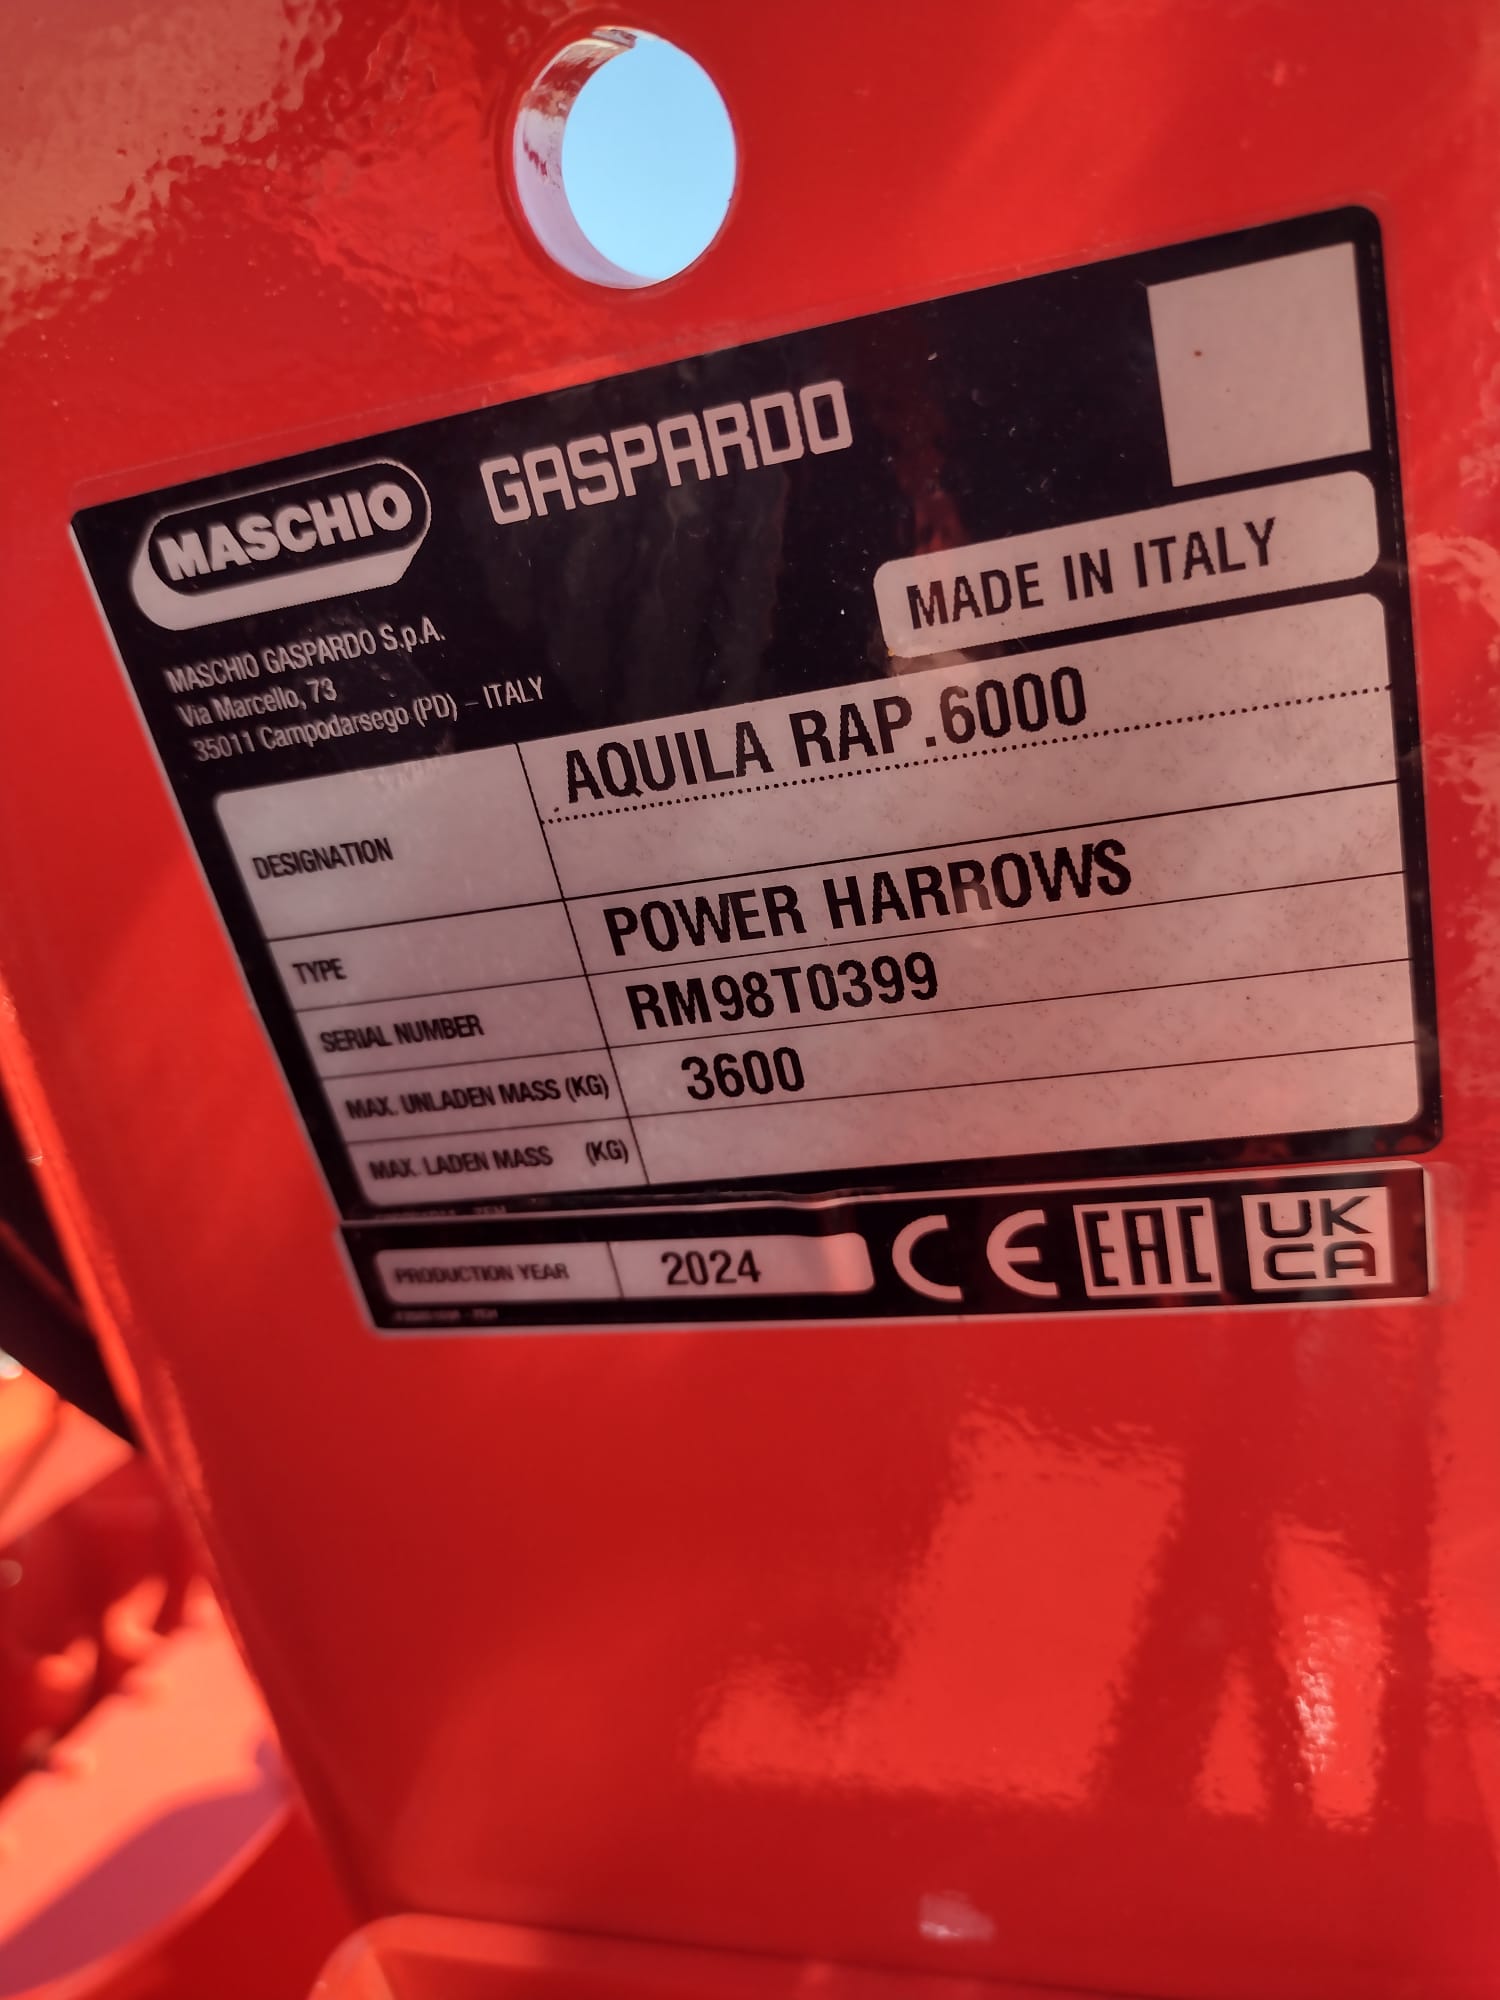 MASCHIO GASPARDO
MASCHIO GASPARDO S.p.A.
Via Marcello, 73
35011 Campodarsego (PD) - ITALY
MADE IN ITALY
DESIGNATION AQUILA RAP.6000
TYPE POWER HARROWS
SERIAL NUMBER RM98T0399
MAX. UNLADEN MASS (KG) 3600
MAX. LADEN MASS (KG)
PRODUCTION YEAR 2024 CE EAC UK
CA